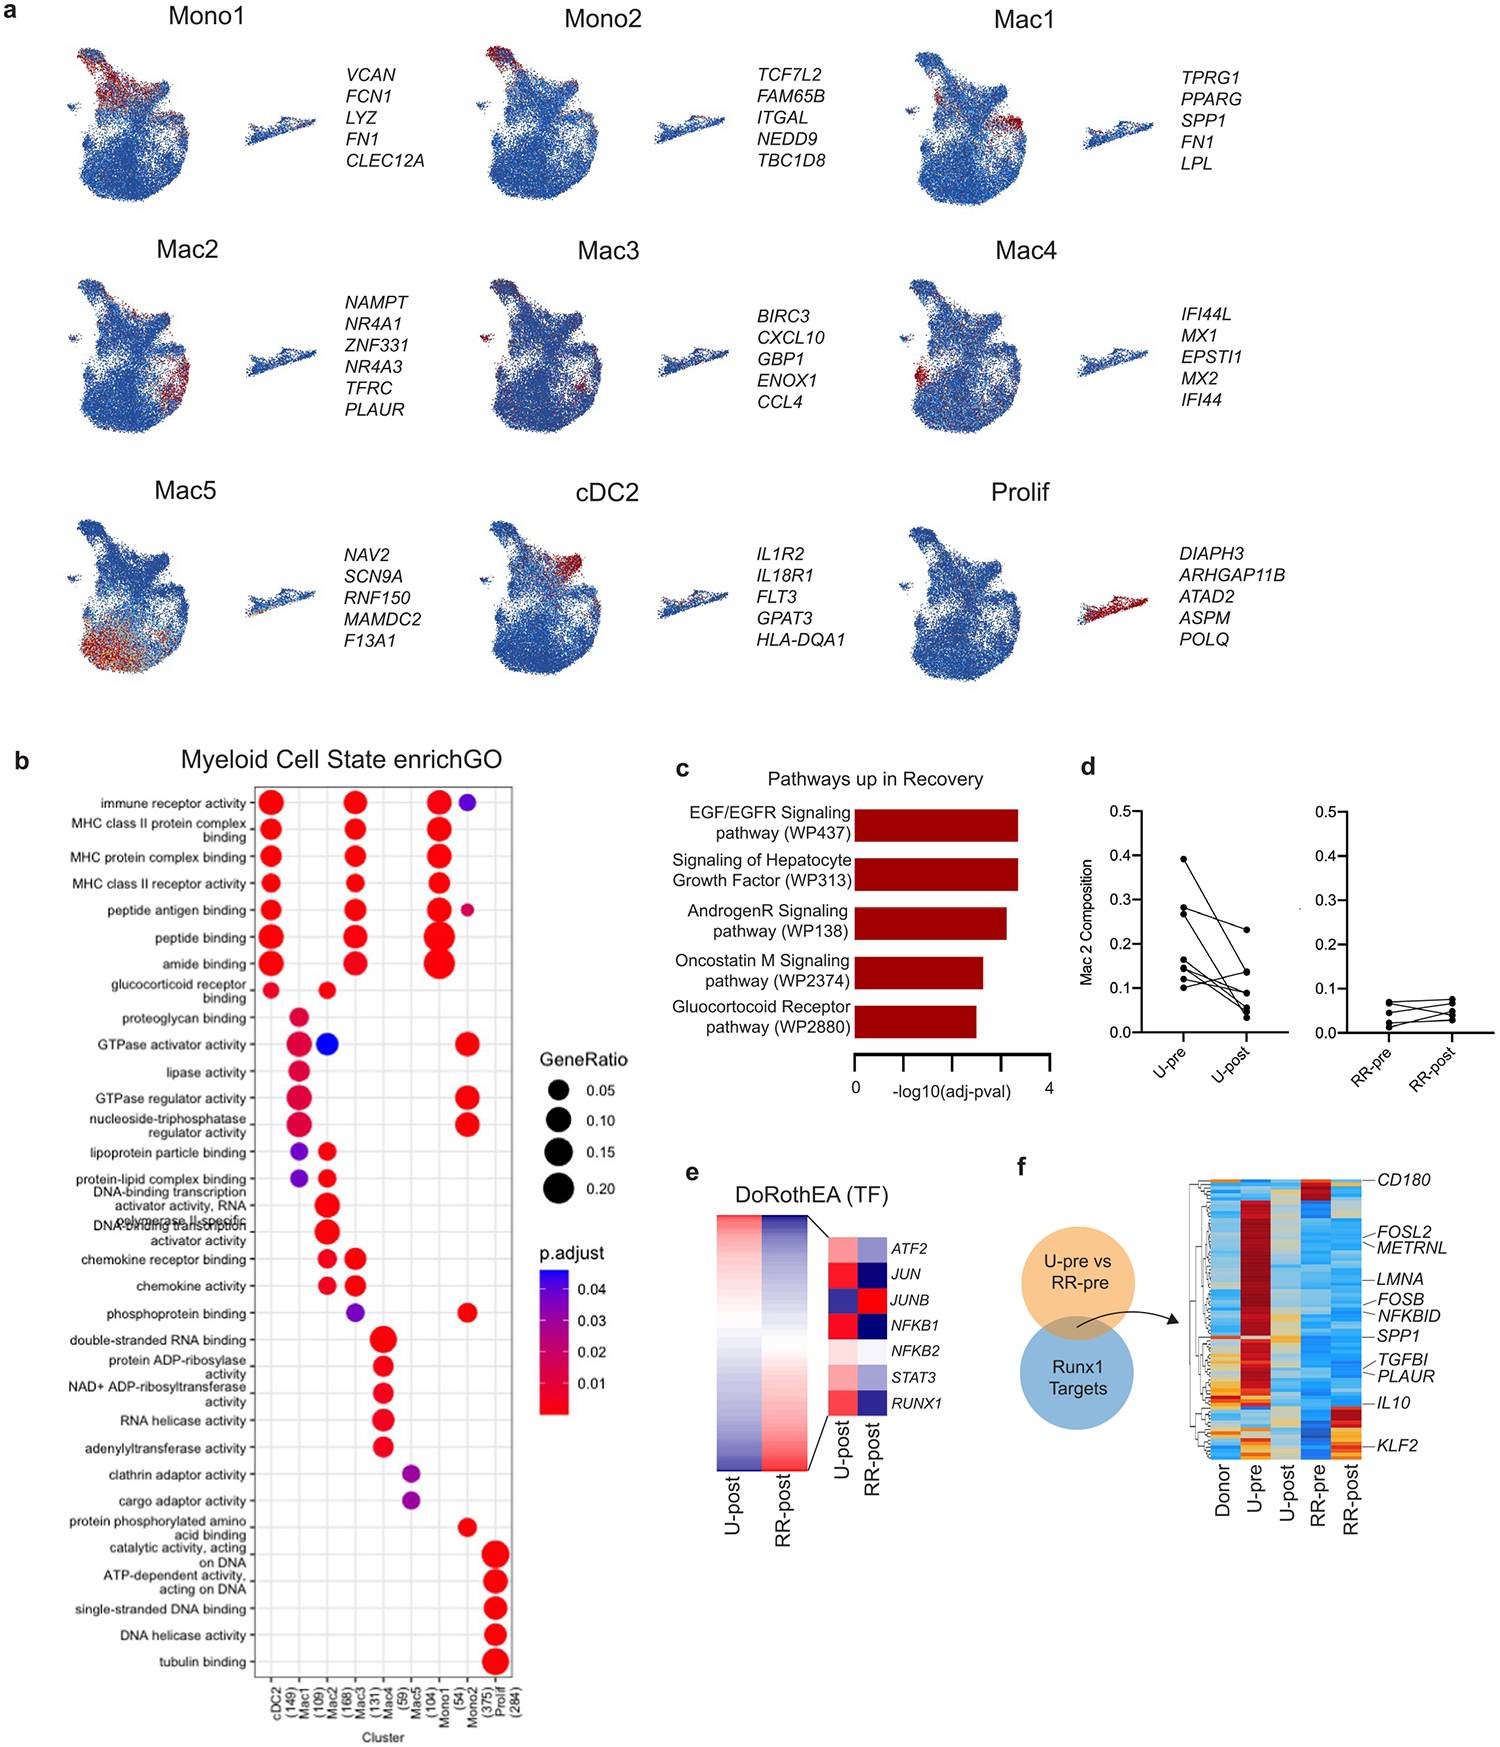 a
Mono1
VCAN
FCN1
LYZ
FN1
CLEC12A
Mono2
TCF7L2
FAM65B
ITGAL
NEDD9
TBC1D8
Mac1
TPRG1
PPARG
SPP1
FN1
LPL
Mac2
NAMPT
NR4A1
ZNF331
NR4A3
TFRC
PLAUR
Mac3
BIRC3
CXCL10
GBP1
ENOX1
CCL4
Mac4
IFI44L
MX1
EPSTI1
MX2
IFI44
Mac5
NAV2
SCN9A
RNF150
MAMDC2
F13A1
cDC2
IL1R2
IL18R1
FLT3
GPAT3
HLA-DQA1
Prolif
DIAPH3
ARHGAP11B
ATAD2
ASPM
POLQ
b
Myeloid Cell State enrichGO
immune receptor activity
MHC class II protein complex
binding
MHC protein complex binding
MHC class II receptor activity
peptide antigen binding
peptide binding
amide binding
glucocorticoid receptor
binding
proteoglycan binding
GTPase activator activity
lipase activity
GTPase regulator activity
nucleoside-triphosphatase
regulator activity
lipoprotein particle binding
protein-lipid complex binding
DNA-binding transcription
activator activity, RNA
polymerase II-specific
DNA-binding transcription
activator activity
chemokine receptor binding
chemokine activity
phosphoprotein binding
double-stranded RNA binding
protein ADP-ribosylase
activity
NAD+ ADP-ribosyltransferase
activity
RNA helicase activity
adenylyltransferase activity
clathrin adaptor activity
cargo adaptor activity
protein phosphorylated amino
acid binding
catalytic activity, acting
on DNA
ATP-dependent activity,
acting on DNA
single-stranded DNA binding
DNA helicase activity
tubulin binding
cDC2
(149)
Mac1
(109)
Mac2
(168)
Mac3
(131)
Mac4
(59)
Mac5
(104)
Mono1
(54)
Mono2
(375)
Prolif
(284)
Cluster
GeneRatio
0.05
0.10
0.15
0.20
p.adjust
0.04
0.03
0.02
0.01
c
Pathways up in Recovery
EGF/EGFR Signaling
pathway (WP437)
Signaling of Hepatocyte
Growth Factor (WP313)
AndrogenR Signaling
pathway (WP138)
Oncostatin M Signaling
pathway (WP2374)
Gluocortocoid Receptor
pathway (WP2880)
0
-log10(adj-pval)
4
d
Mac 2 Composition
0.5
0.4
0.3
0.2
0.1
0.0
U-pre
U-post
0.5
0.4
0.3
0.2
0.1
0.0
RR-pre
RR-post
e
DoRothEA (TF)
ATF2
JUN
JUNB
NFKB1
NFKB2
STAT3
RUNX1
U-post
RR-post
U-post
RR-post
f
U-pre vs
RR-pre
Runx1
Targets
CD180
FOSL2
METRNL
LMNA
FOSB
NFKBID
SPP1
TGFBI
PLAUR
IL10
KLF2
Donor
U-pre
U-post
RR-pre
RR-post